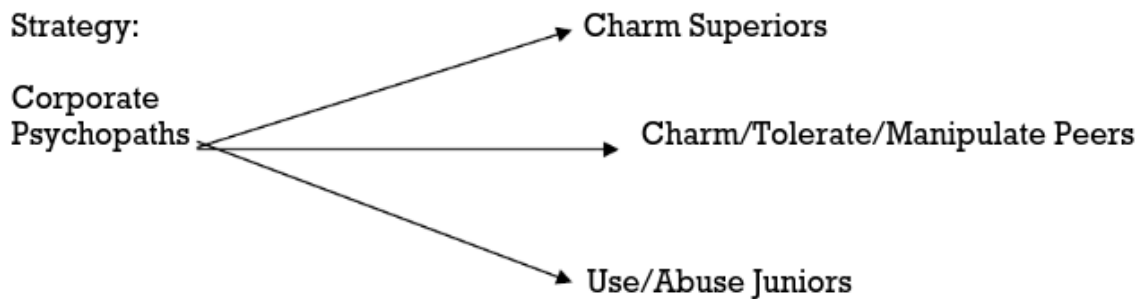 Strategy:
Charm Superiors
Corporate
Psychopaths
Charm/Tolerate/Manipulate Peers
Use/Abuse Juniors